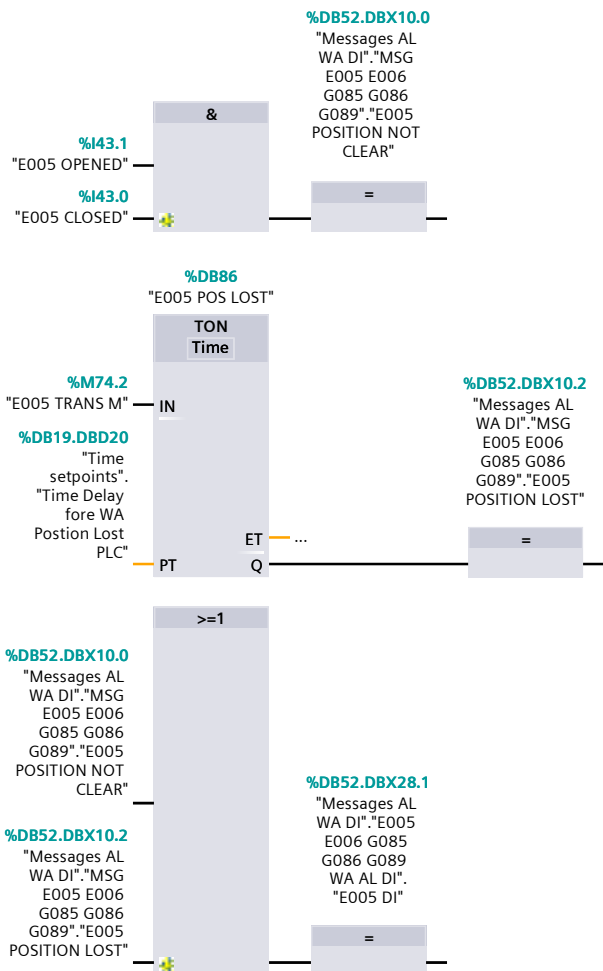 %DB52.DBX10.0
"Messages AL
WA DI"."MSG
E005 E006
G085 G086
G089"."E005
POSITION NOT
CLEAR"
&
%I43.1
"E005 OPENED"
%I43.0
"E005 CLOSED"
=
%DB86
"E005 POS LOST"
TON
Time
%M74.2
"E005 TRANS M"
IN
%DB19.DBD20
"Time
setpoints".
"Time Delay
fore WA
Postion Lost
PLC"
PT
ET
...
Q
%DB52.DBX10.2
"Messages AL
WA DI"."MSG
E005 E006
G085 G086
G089"."E005
POSITION LOST"
=
>=1
%DB52.DBX10.0
"Messages AL
WA DI"."MSG
E005 E006
G085 G086
G089"."E005
POSITION NOT
CLEAR"
%DB52.DBX10.2
"Messages AL
WA DI"."MSG
E005 E006
G085 G086
G089"."E005
POSITION LOST"
%DB52.DBX28.1
"Messages AL
WA DI"."E005
E006 G085
G086 G089
WA AL DI".
"E005 DI"
=